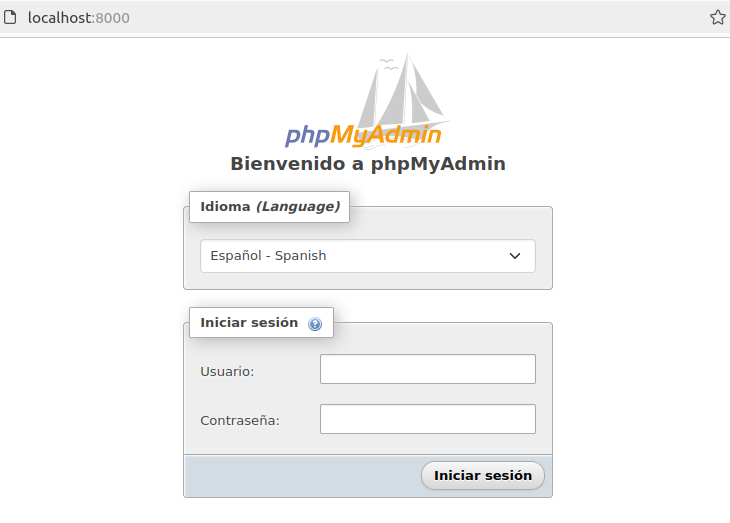 localhost:8000
phpMyAdmin
Bienvenido a phpMyAdmin
Idioma (Language)
Español - Spanish
Iniciar sesión ?
Usuario:
Contraseña:
Iniciar sesión